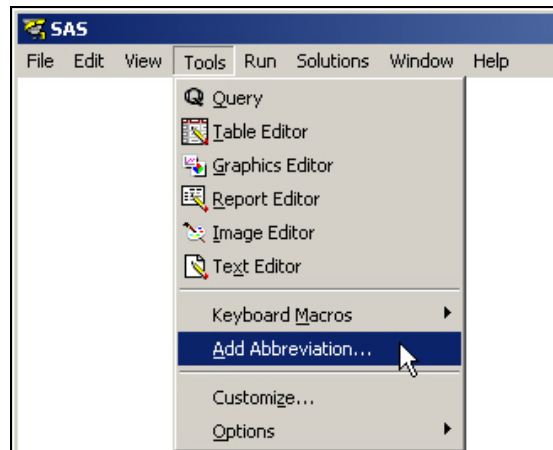 SAS
File Edit View Tools Run Solutions Window Help
Query
Table Editor
Graphics Editor
Report Editor
Image Editor
Text Editor
Keyboard Macros
Add Abbreviation...
Customize...
Options